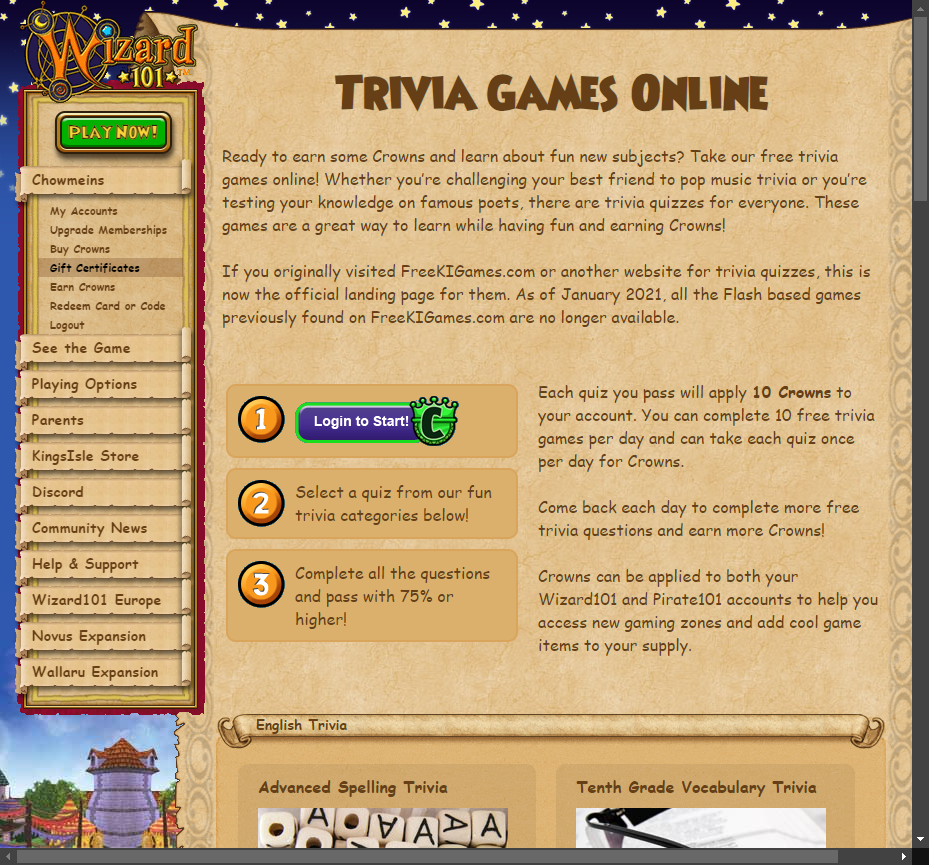 Wizard
101
TM
PLAY NOW!
Chowmeins
My Accounts
Upgrade Memberships
Buy Crowns
Gift Certificates
Earn Crowns
Redeem Card or Code
Logout
See the Game
Playing Options
Parents
KingsIsle Store
Discord
Community News
Help & Support
Wizard101 Europe
Novus Expansion
Wallaru Expansion
Trivia Games Online
Ready to earn some Crowns and learn about fun new subjects? Take our free trivia
games online! Whether you're challenging your best friend to pop music trivia or you're
testing your knowledge on famous poets, there are trivia quizzes for everyone. These
games are a great way to learn while having fun and earning Crowns!
If you originally visited FreeKIGames.com or another website for trivia quizzes, this is
now the official landing page for them. As of January 2021, all the Flash based games
previously found on FreeKIGames.com are no longer available.
1
Login to Start!
C
2
Select a quiz from our fun
trivia categories below!
3
Complete all the questions
and pass with 75% or
higher!
Each quiz you pass will apply 10 Crowns to
your account. You can complete 10 free trivia
games per day and can take each quiz once
per day for Crowns.
Come back each day to complete more free
trivia questions and earn more Crowns!
Crowns can be applied to both your
Wizard101 and Pirate101 accounts to help you
access new gaming zones and add cool game
items to your supply.
English Trivia
Advanced Spelling Trivia
Tenth Grade Vocabulary Trivia